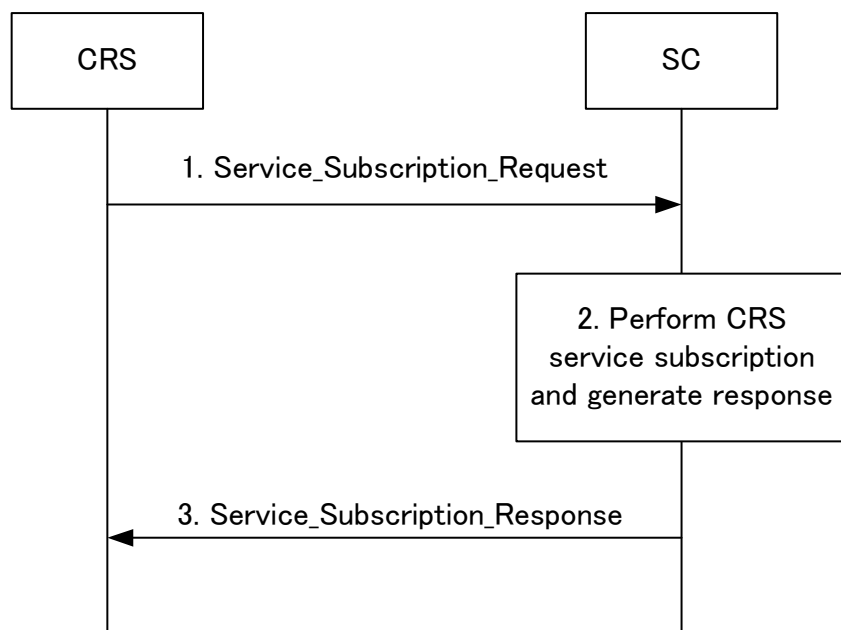 CRS
SC
1. Service_Subscription_Request
2. Perform CRS
service subscription
and generate response
3. Service_Subscription_Response